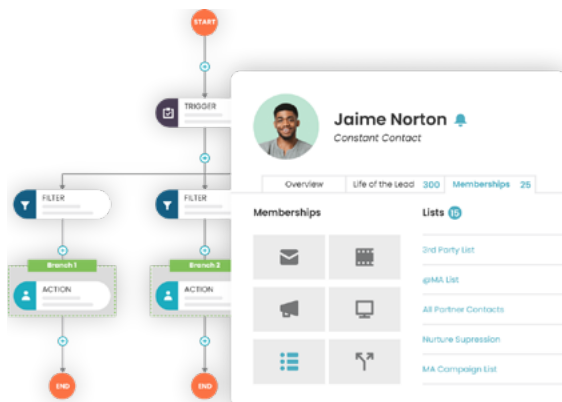 START
TRIGGER
FILTER
FILTER
Branch 1
Branch 2
ACTION
ACTION
END
END
Jaime Norton
Constant Contact
Overview
Life of the Lead 300
Memberships 25
Memberships
Lists 15
3rd Party List
@MA List
All Partner Contacts
Nurture Supression
MA Campaign List